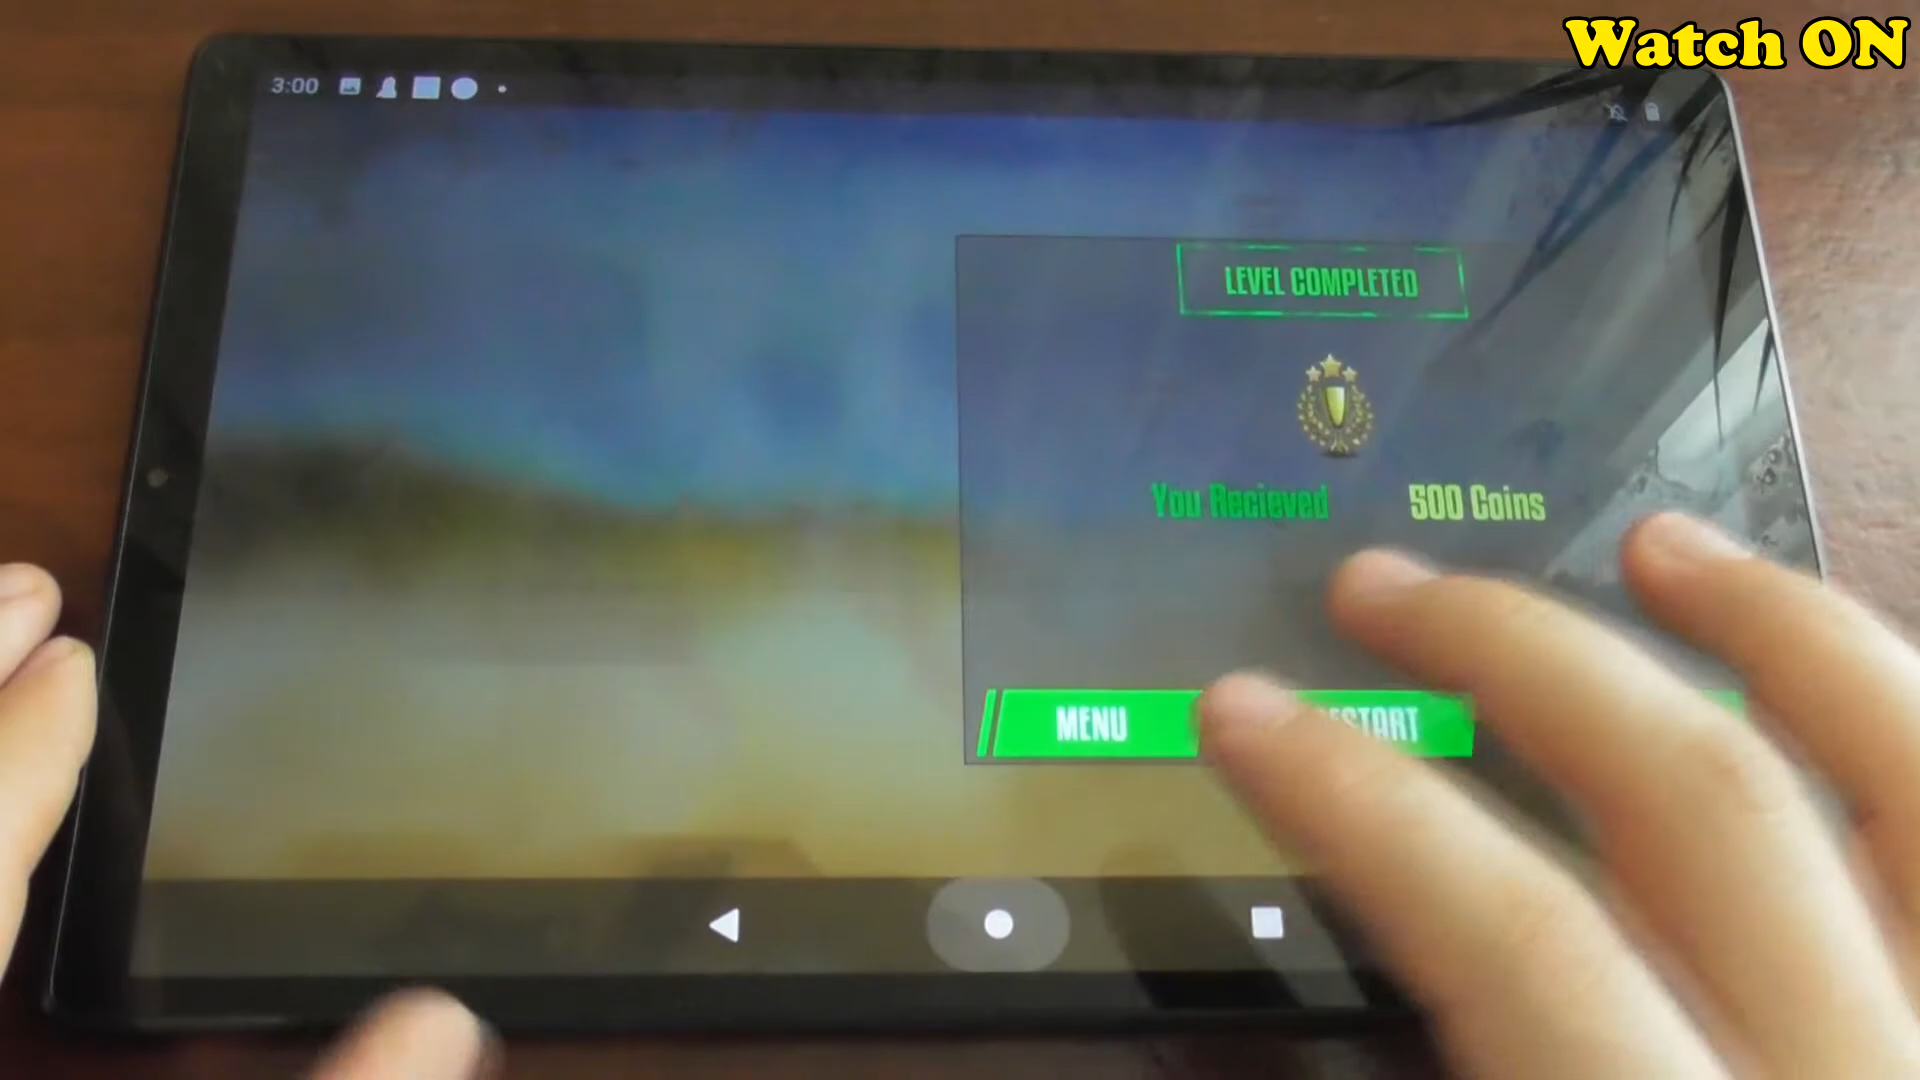 Watch ON
3:00
LEVEL COMPLETED
You Recieved 500 Coins
MENU